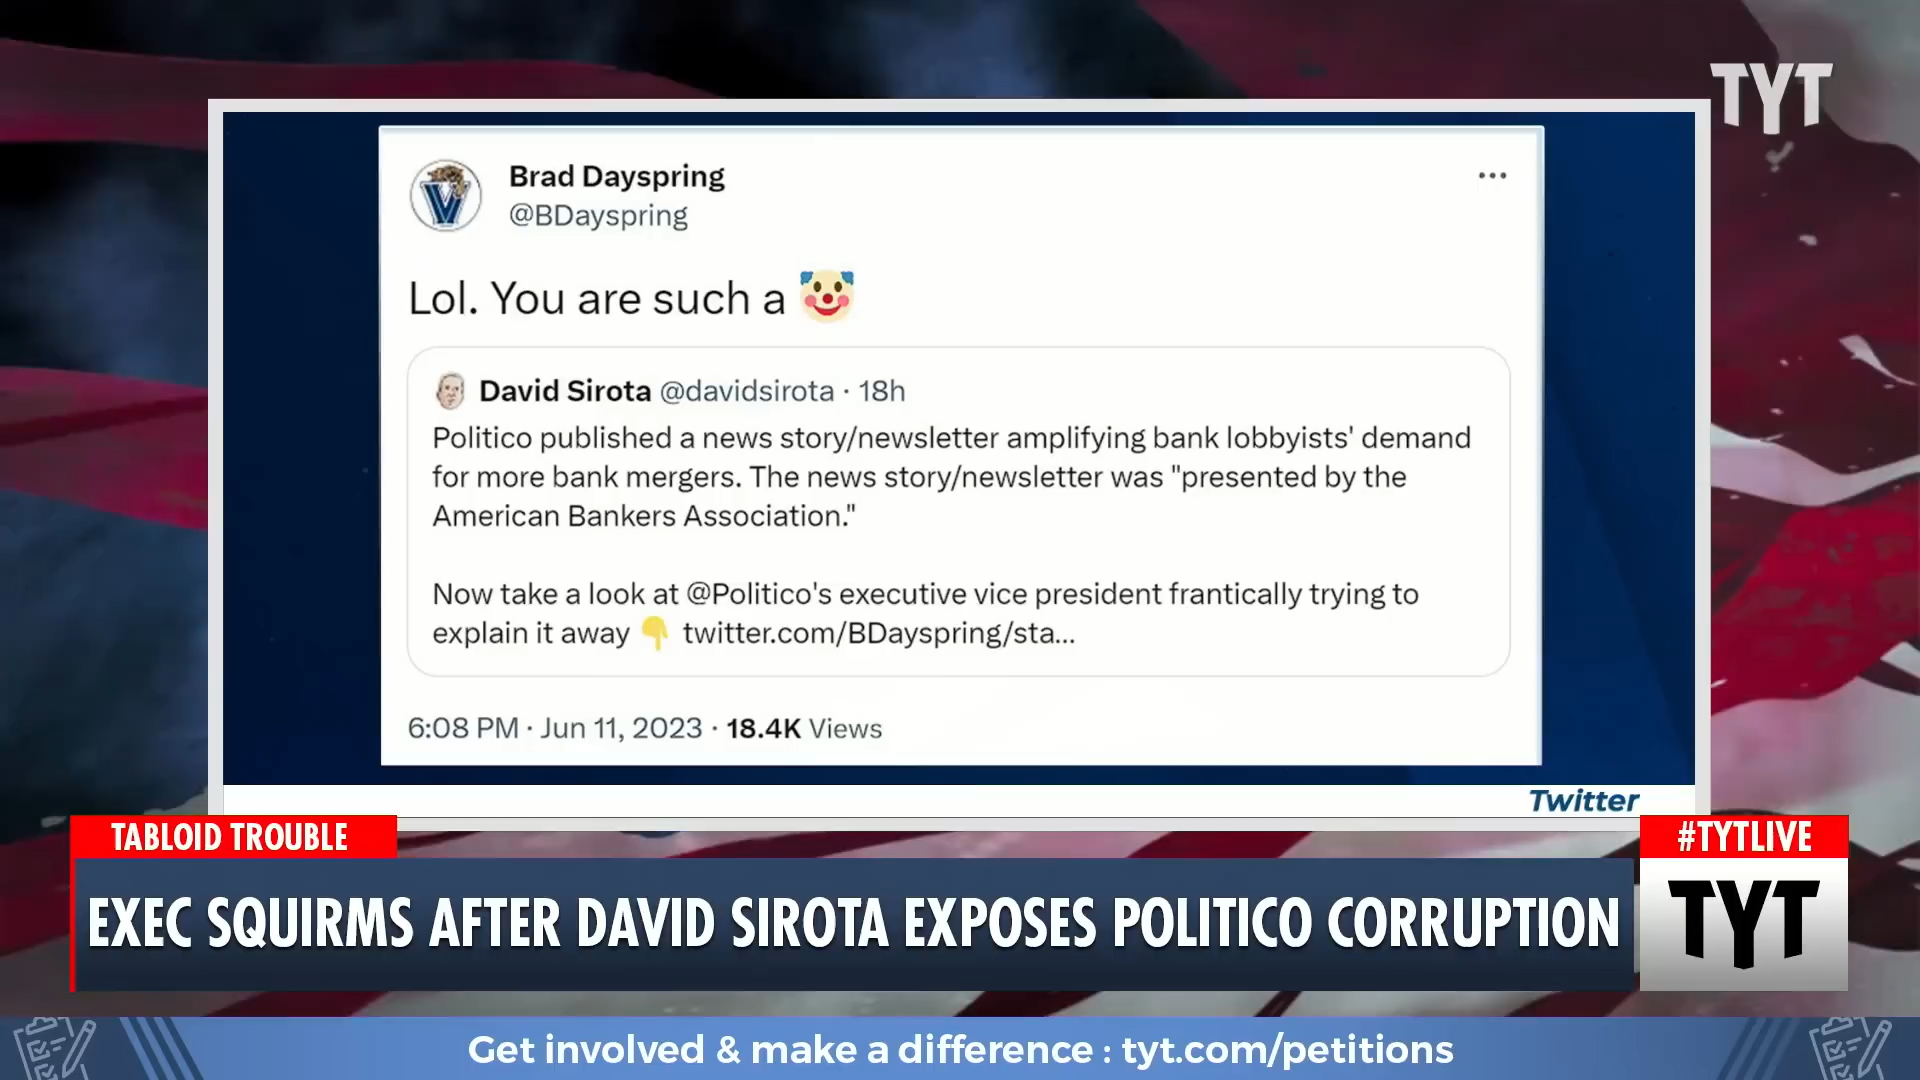 TYT
Brad Dayspring
@BDayspring
Lol. You are such a 🤡
David Sirota @davidsirota · 18h
Politico published a news story/newsletter amplifying bank lobbyists' demand
for more bank mergers. The news story/newsletter was "presented by the
American Bankers Association."
Now take a look at @Politico's executive vice president frantically trying to
explain it away 👇 twitter.com/BDayspring/sta...
6:08 PM · Jun 11, 2023 · 18.4K Views
Twitter
TABLOID TROUBLE
#TYTLIVE
EXEC SQUIRMS AFTER DAVID SIROTA EXPOSES POLITICO CORRUPTION
TYT
Get involved & make a difference : tyt.com/petitions